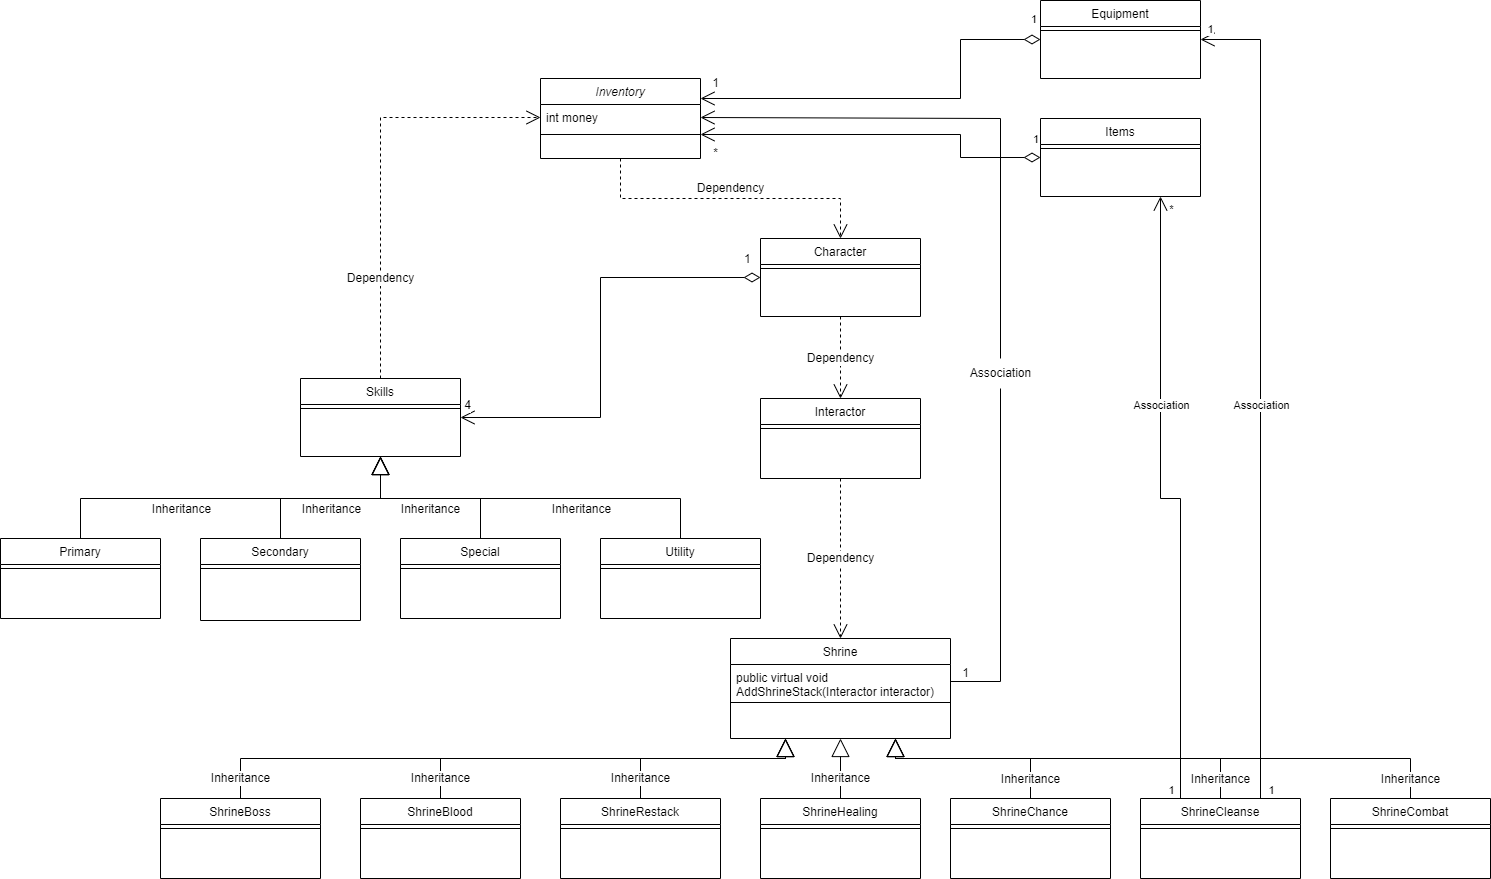 Equipment
1
1,
Inventory
1
int money
Items
1
*
Dependency
*
Character
1
Dependency
Dependency
Association
Skills
4
Interactor
Association
Association
Inheritance
Inheritance
Inheritance
Inheritance
Primary
Secondary
Special
Utility
Dependency
Shrine
1
public virtual void
AddShrineStack(Interactor interactor)
Inheritance
Inheritance
Inheritance
Inheritance
Inheritance
Inheritance
Inheritance
1
1
ShrineBoss
ShrineBlood
ShrineRestack
ShrineHealing
ShrineChance
ShrineCleanse
ShrineCombat